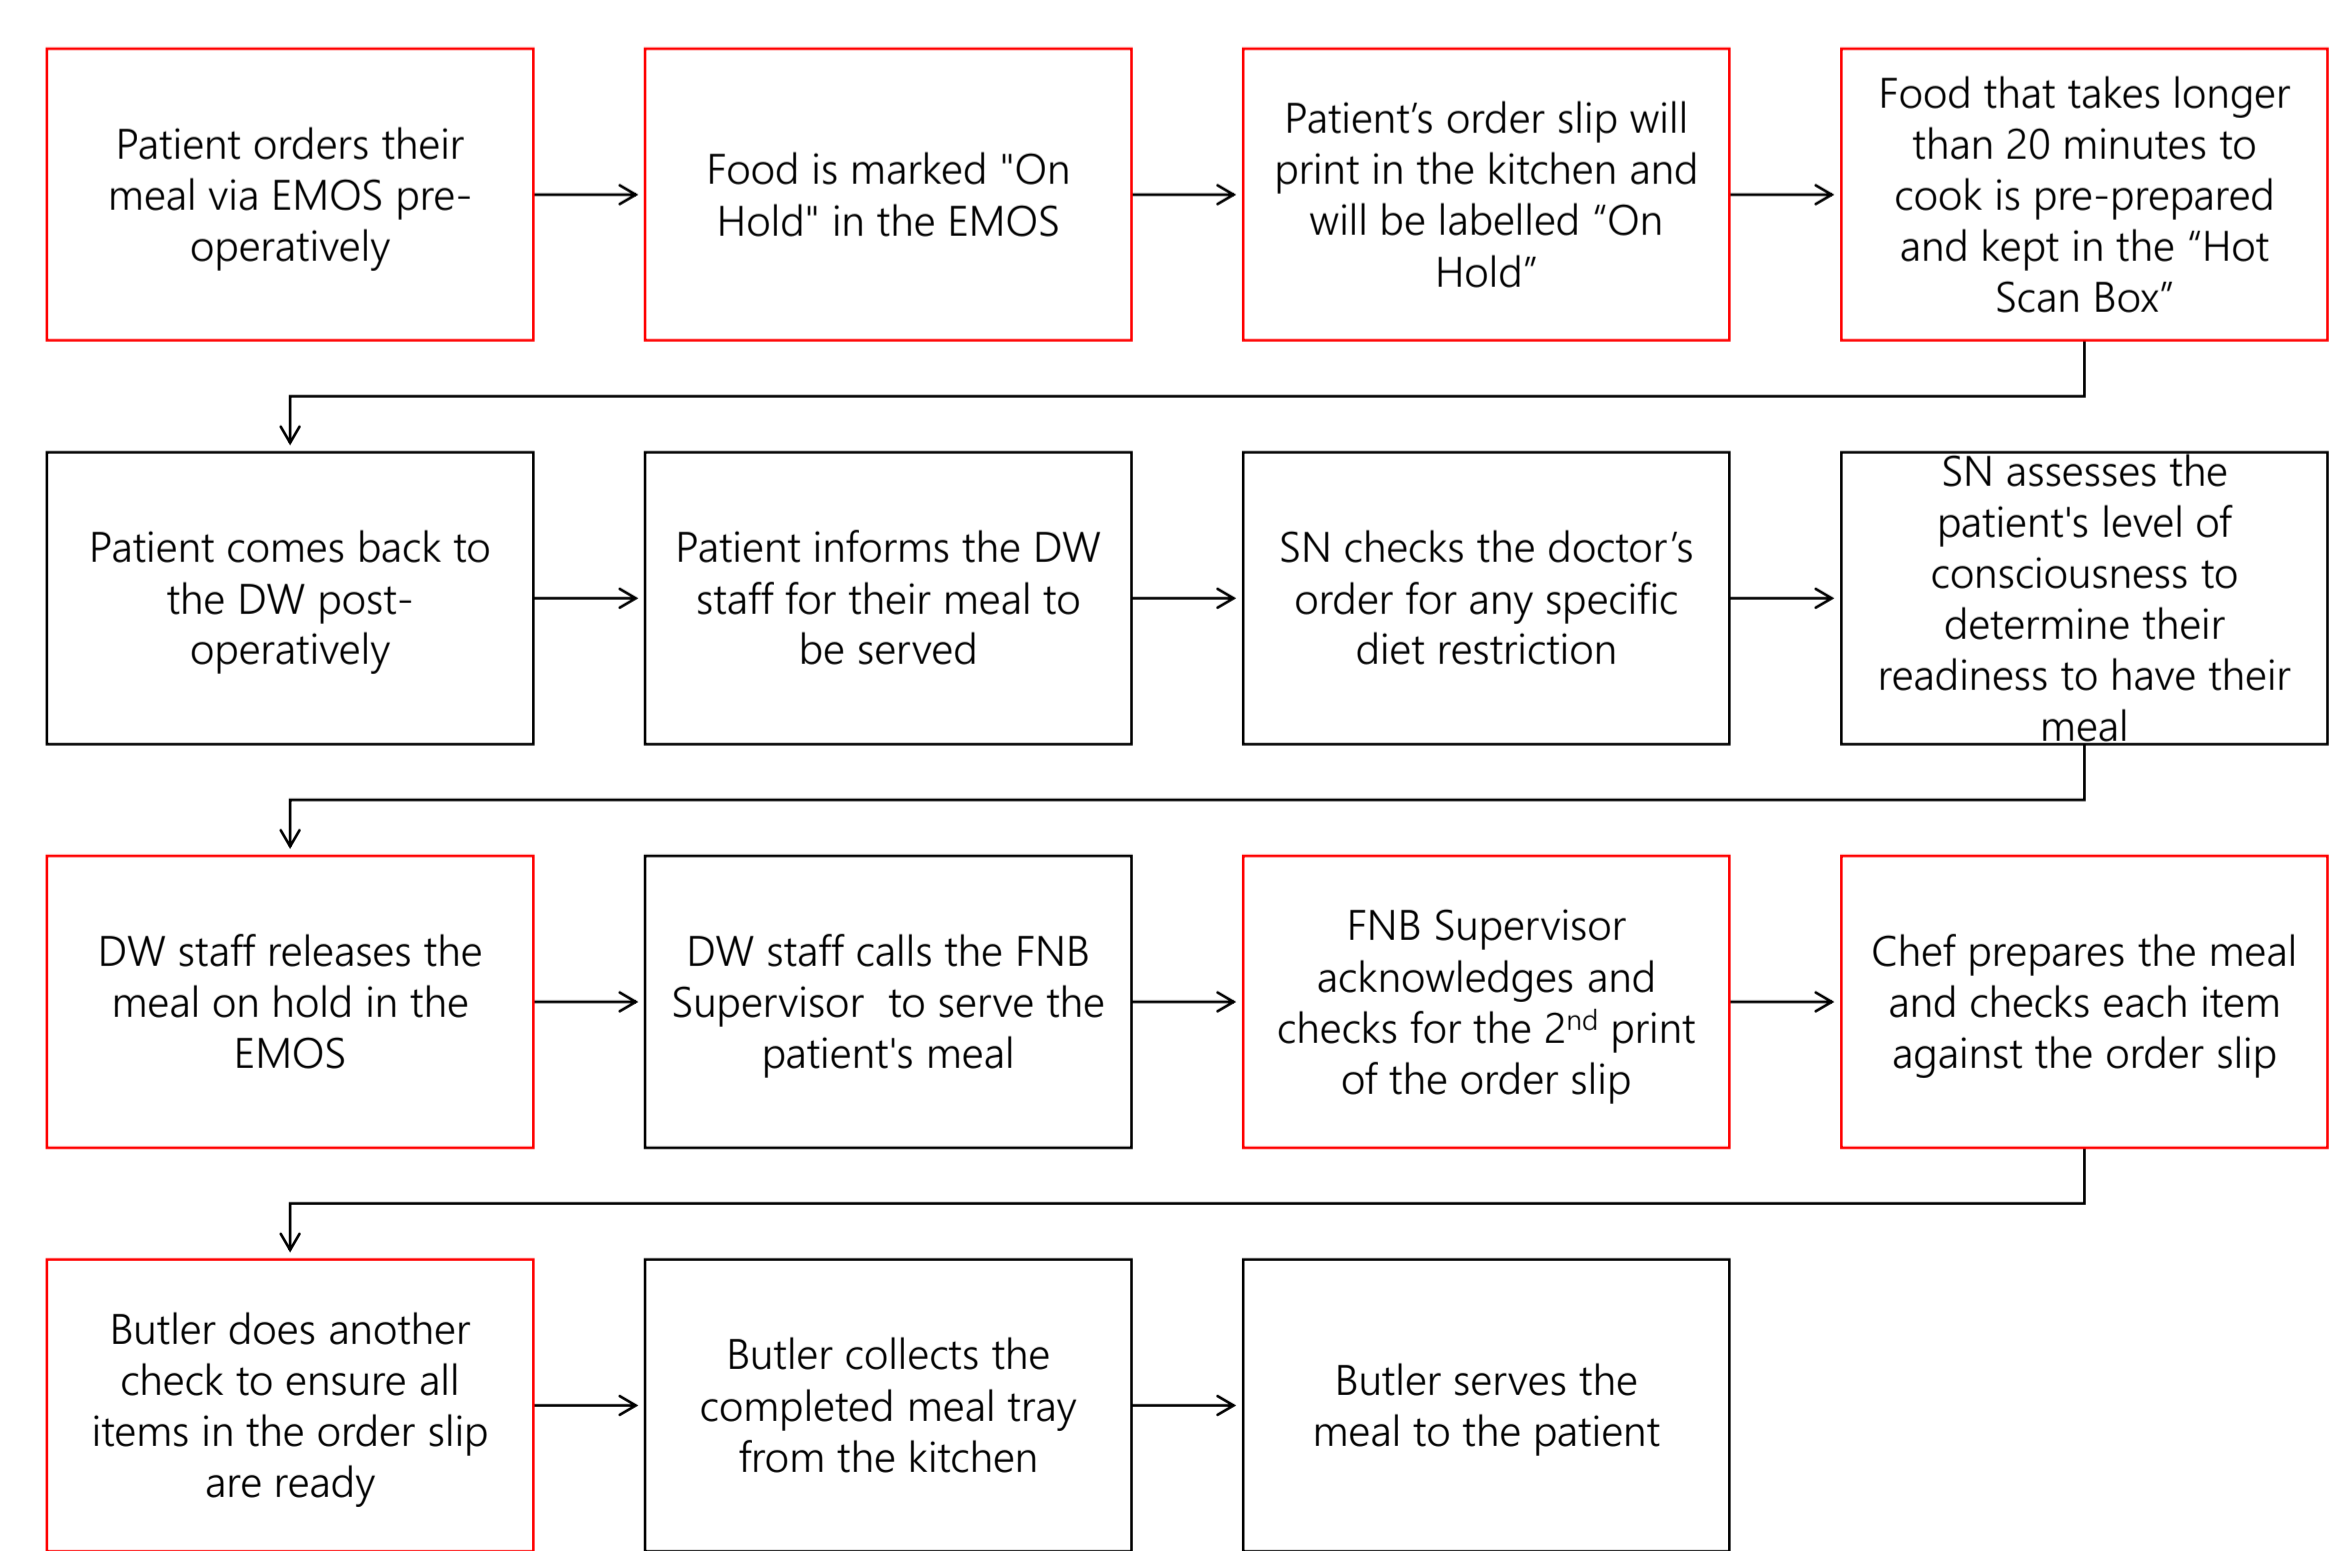 Patient orders their
meal via EMOS pre-
operatively
Food is marked "On
Hold" in the EMOS
Patient’s order slip will
print in the kitchen and
will be labelled “On
Hold”
Food that takes longer
than 20 minutes to
cook is pre-prepared
and kept in the “Hot
Scan Box”
Patient comes back to
the DW post-
operatively
Patient informs the DW
staff for their meal to
be served
SN checks the doctor’s
order for any specific
diet restriction
SN assesses the
patient's level of
consciousness to
determine their
readiness to have their
meal
DW staff releases the
meal on hold in the
EMOS
DW staff calls the FNB
Supervisor  to serve the
patient's meal
FNB Supervisor
acknowledges and
checks for the 2nd print
of the order slip
Chef prepares the meal
and checks each item
against the order slip
Butler does another
check to ensure all
items in the order slip
are ready
Butler collects the
completed meal tray
from the kitchen
Butler serves the
meal to the patient